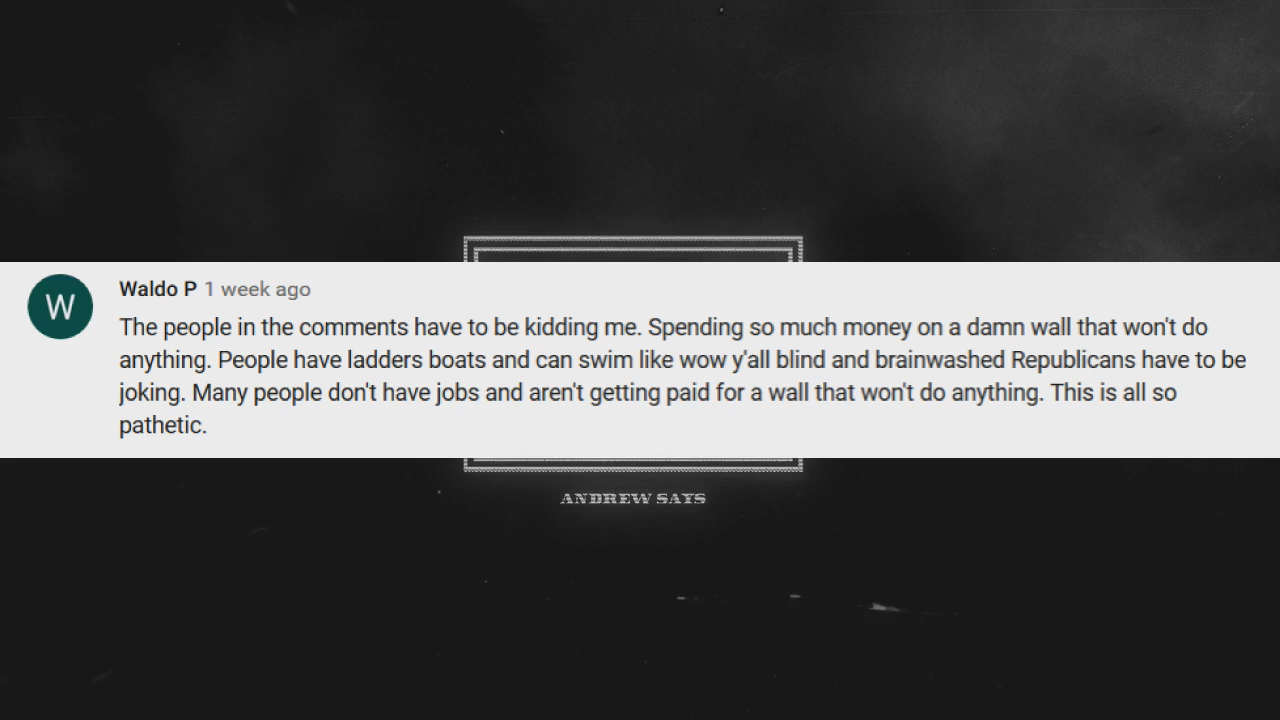 W
Waldo P 1 week ago
The people in the comments have to be kidding me. Spending so much money on a damn wall that won't do
anything. People have ladders boats and can swim like wow y'all blind and brainwashed Republicans have to be
joking. Many people don't have jobs and aren't getting paid for a wall that won't do anything. This is all so
pathetic.
ANDREW SAYS